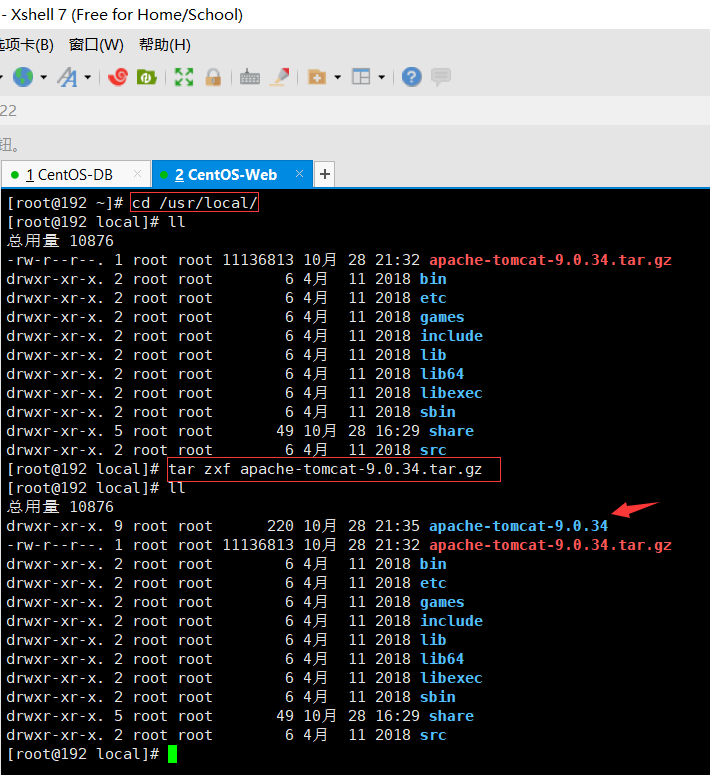 - Xshell 7 (Free for Home/School)
选项卡(B) 窗口(W) 帮助(H)
22
钮。
1 CentOS-DB × 2 CentOS-Web × +
[root@192 ~]# cd /usr/local/
[root@192 local]# ll
总用量 10876
-rw-r--r--. 1 root root 11136813 10月 28 21:32 apache-tomcat-9.0.34.tar.gz
drwxr-xr-x. 2 root root        6 4月  11 2018 bin
drwxr-xr-x. 2 root root        6 4月  11 2018 etc
drwxr-xr-x. 2 root root        6 4月  11 2018 games
drwxr-xr-x. 2 root root        6 4月  11 2018 include
drwxr-xr-x. 2 root root        6 4月  11 2018 lib
drwxr-xr-x. 2 root root        6 4月  11 2018 lib64
drwxr-xr-x. 2 root root        6 4月  11 2018 libexec
drwxr-xr-x. 2 root root        6 4月  11 2018 sbin
drwxr-xr-x. 5 root root       49 10月 28 16:29 share
drwxr-xr-x. 2 root root        6 4月  11 2018 src
[root@192 local]# tar zxf apache-tomcat-9.0.34.tar.gz
[root@192 local]# ll
总用量 10876
drwxr-xr-x. 9 root root      220 10月 28 21:35 apache-tomcat-9.0.34
-rw-r--r--. 1 root root 11136813 10月 28 21:32 apache-tomcat-9.0.34.tar.gz
drwxr-xr-x. 2 root root        6 4月  11 2018 bin
drwxr-xr-x. 2 root root        6 4月  11 2018 etc
drwxr-xr-x. 2 root root        6 4月  11 2018 games
drwxr-xr-x. 2 root root        6 4月  11 2018 include
drwxr-xr-x. 2 root root        6 4月  11 2018 lib
drwxr-xr-x. 2 root root        6 4月  11 2018 lib64
drwxr-xr-x. 2 root root        6 4月  11 2018 libexec
drwxr-xr-x. 2 root root        6 4月  11 2018 sbin
drwxr-xr-x. 5 root root       49 10月 28 16:29 share
drwxr-xr-x. 2 root root        6 4月  11 2018 src
[root@192 local]#